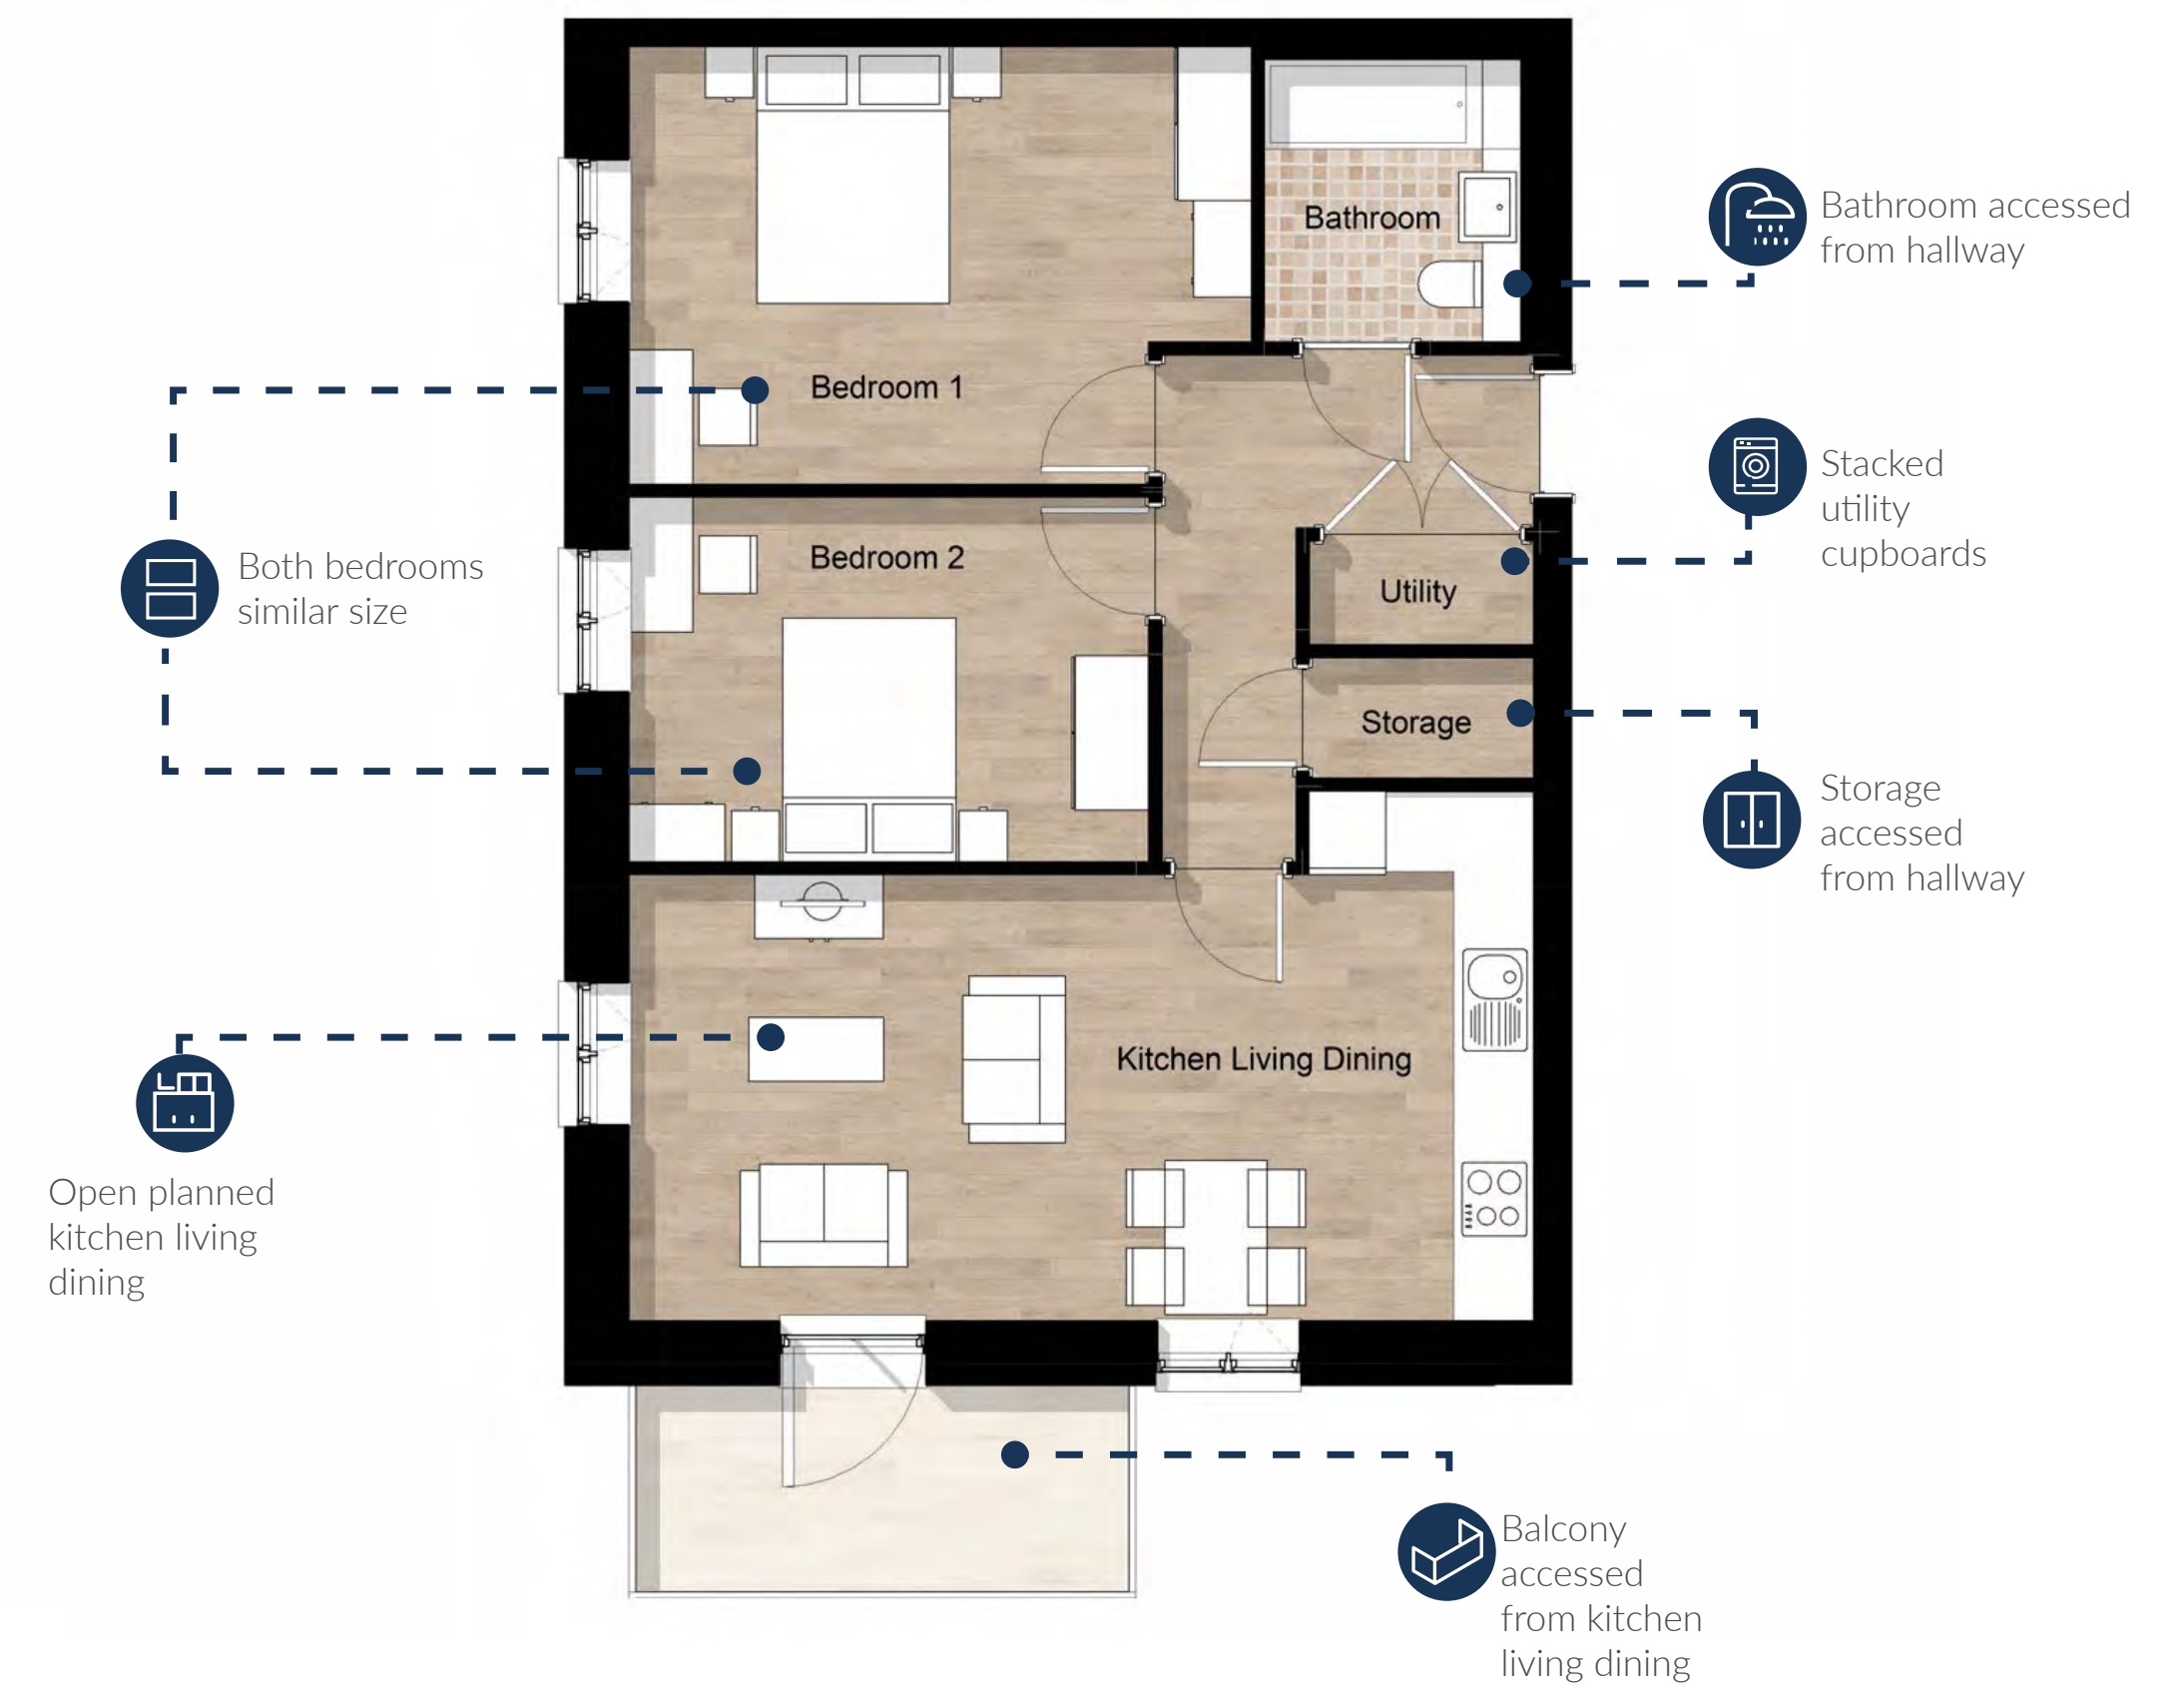 Bathroom
Bathroom accessed
from hallway
Bedroom 1
Stacked
utility
cupboards
Both bedrooms
similar size
Bedroom 2
Utility
Storage
Storage
accessed
from hallway
Kitchen Living Dining
Open planned
kitchen living
dining
Balcony
accessed
from kitchen
living dining